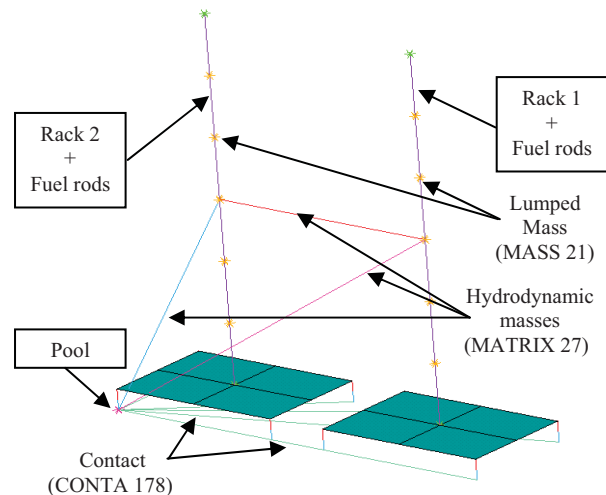 Rack 2
+
Fuel rods
Rack 1
+
Fuel rods
Lumped
Mass
(MASS 21)
Hydrodynamic
masses
(MATRIX 27)
Pool
Contact
(CONTA 178)